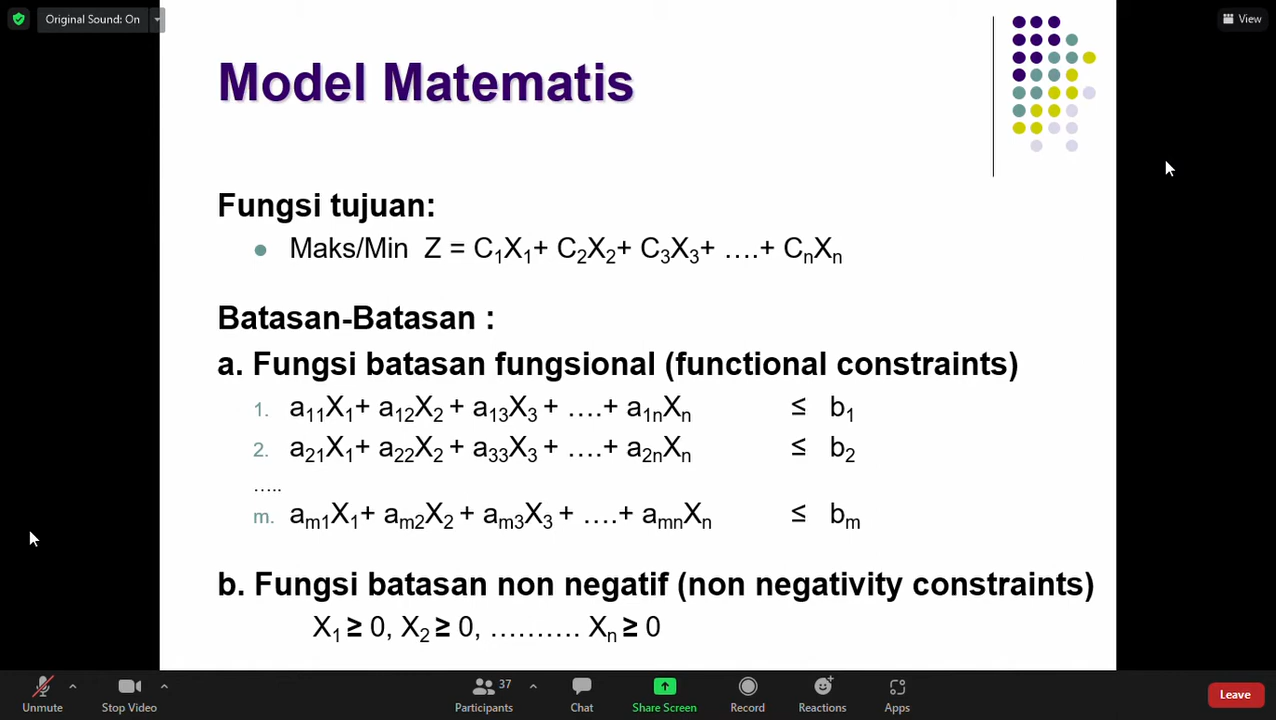 Original Sound: On
View
Model Matematis
Fungsi tujuan:
Maks/Min Z = C₁X₁+ C₂X₂+ C₃X₃+ ….+ CₙXₙ
Batasan-Batasan :
a. Fungsi batasan fungsional (functional constraints)
1. a₁₁X₁+ a₁₂X₂ + a₁₃X₃ + ….+ a₁ₙXₙ ≤ b₁
2. a₂₁X₁+ a₂₂X₂ + a₃₃X₃ + ….+ a₂ₙXₙ ≤ b₂
…..
m. aₘ₁X₁+ aₘ₂X₂ + aₘ₃X₃ + ….+ aₘₙXₙ ≤ bₘ
b. Fungsi batasan non negatif (non negativity constraints)
X₁ ≥ 0, X₂ ≥ 0, ………. Xₙ ≥ 0
Unmute
Stop Video
37
Participants
Chat
Share Screen
Record
Reactions
Apps
Leave